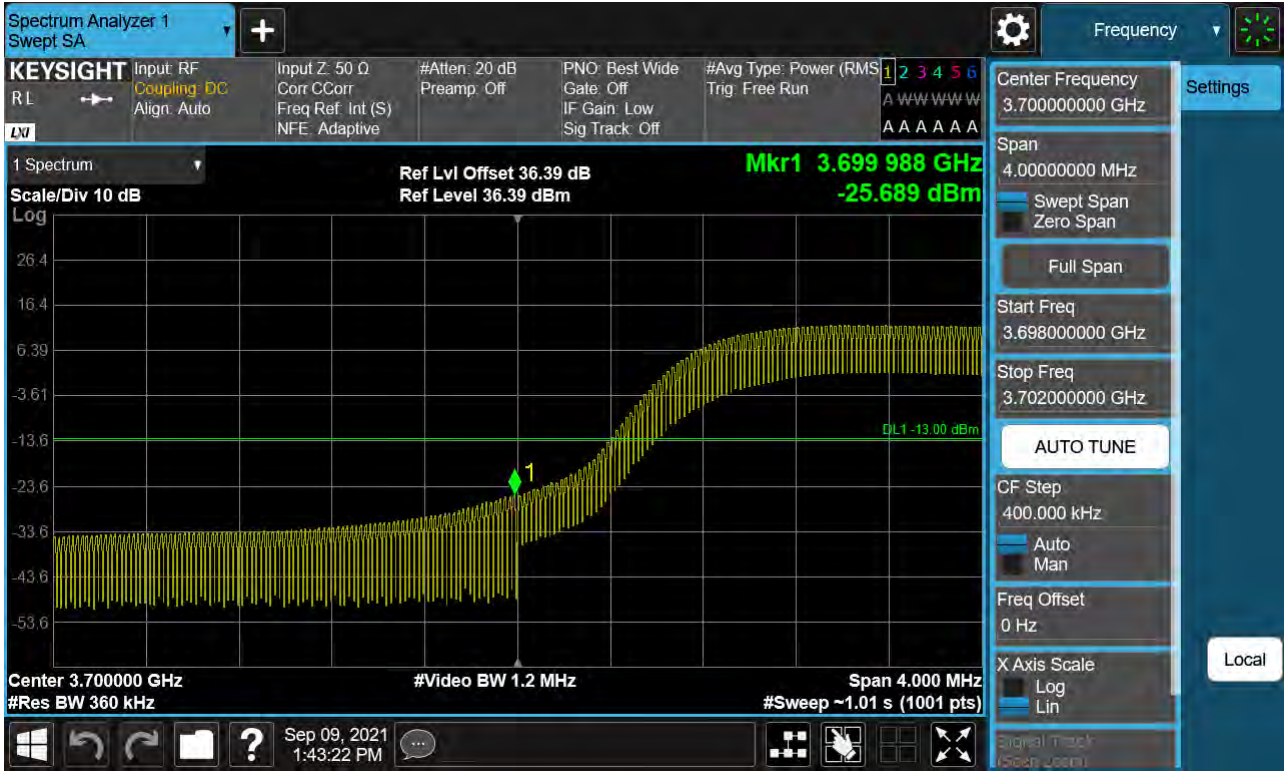 Spectrum Analyzer 1
Swept SA
+
Frequency
KEYSIGHT
RL
LXI
Input: RF
Coupling: DC
Align: Auto
Input Z: 50 Ω
Corr CCorr
Freq Ref: Int (S)
NFE: Adaptive
#Atten: 20 dB
Preamp: Off
PNO: Best Wide
Gate: Off
IF Gain: Low
Sig Track: Off
#Avg Type: Power (RMS
Trig: Free Run
1 2 3 4 5 6
A W W W W W
A A A A A A
1 Spectrum
Scale/Div 10 dB
Log
Ref Lvl Offset 36.39 dB
Ref Level 36.39 dBm
Mkr1 3.699 988 GHz
-25.689 dBm
26.4
16.4
6.39
-3.61
-13.6
-23.6
-33.6
-43.6
-53.6
DL1 -13.00 dBm
1
Center 3.700000 GHz
#Res BW 360 kHz
#Video BW 1.2 MHz
Span 4.000 MHz
#Sweep ~1.01 s (1001 pts)
Center Frequency
3.700000000 GHz
Span
4.00000000 MHz
Swept Span
Zero Span
Full Span
Start Freq
3.698000000 GHz
Stop Freq
3.702000000 GHz
AUTO TUNE
CF Step
400.000 kHz
Auto
Man
Freq Offset
0 Hz
X Axis Scale
Log
Lin
Signal Track
(Span Zoom)
Settings
Local
?
Sep 09, 2021
1:43:22 PM